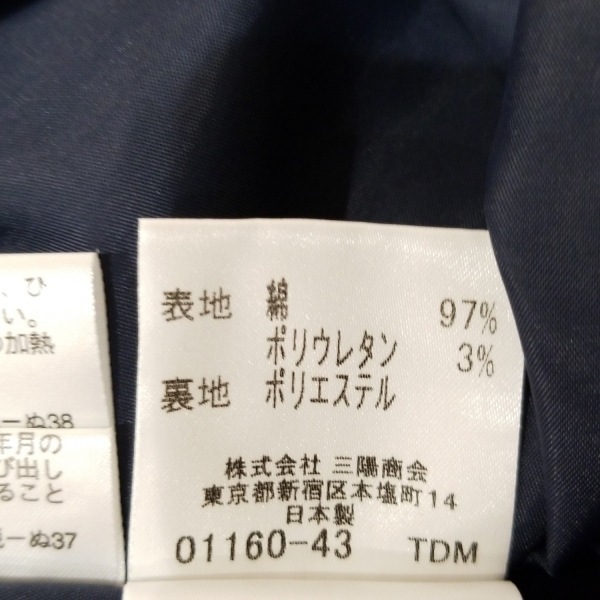 、ひ
い。
の加熱
ーぬ38
年月の
び出し
ること
ーぬ37
表地 綿 97%
ポリウレタン 3%
裏地 ポリエステル
株式会社 三陽商会
東京都新宿区本塩町14
日本製
01160-43 TDM